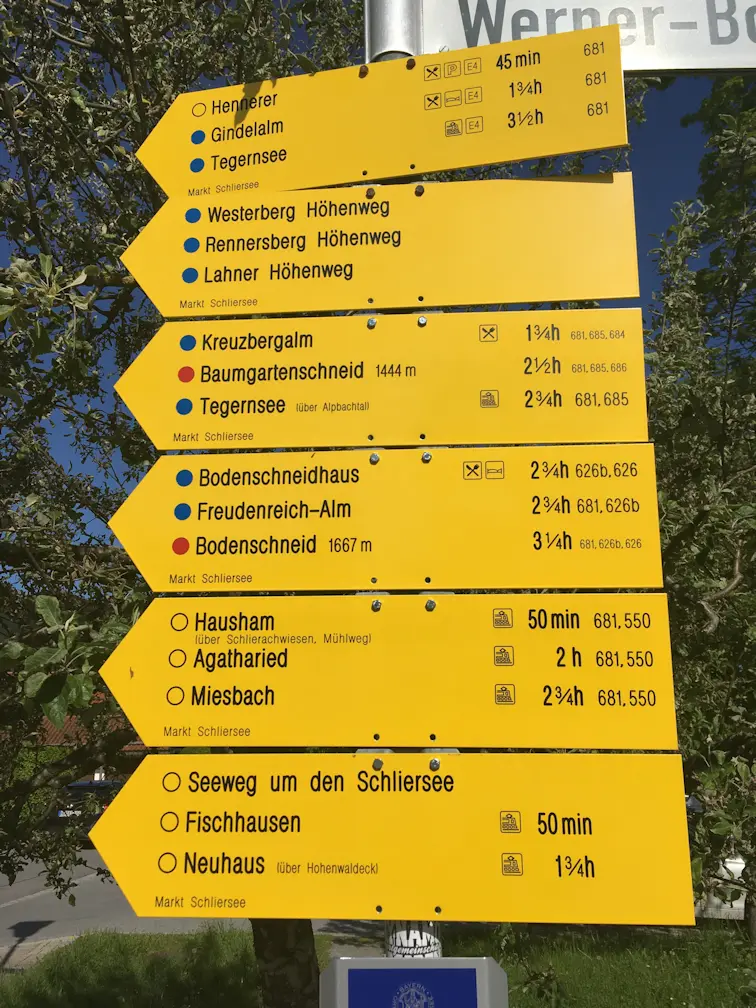 Werner-Bo
Hennerer P E4 45 min 681
Gindelalm E4 1¾h 681
Tegernsee E4 3½h 681
Markt Schliersee
Westerberg Höhenweg
Rennersberg Höhenweg
Lahner Höhenweg
Markt Schliersee
Kreuzbergalm 1¾h 681,685,684
Baumgartenschneid 1444 m 2½h 681,685,686
Tegernsee (über Alpbachtal) 2¾h 681,685
Markt Schliersee
Bodenschneidhaus 2¾h 626b,626
Freudenreich-Alm 2¾h 681,626b
Bodenschneid 1667 m 3¼h 681,626b,626
Markt Schliersee
Hausham 50 min 681,550
(über Schlierachwiesen, Mühlweg)
Agatharied 2 h 681,550
Miesbach 2¾h 681,550
Markt Schliersee
Seeweg um den Schliersee
Fischhausen 50 min
Neuhaus (über Hohenwaldeck) 1¾h
Markt Schliersee